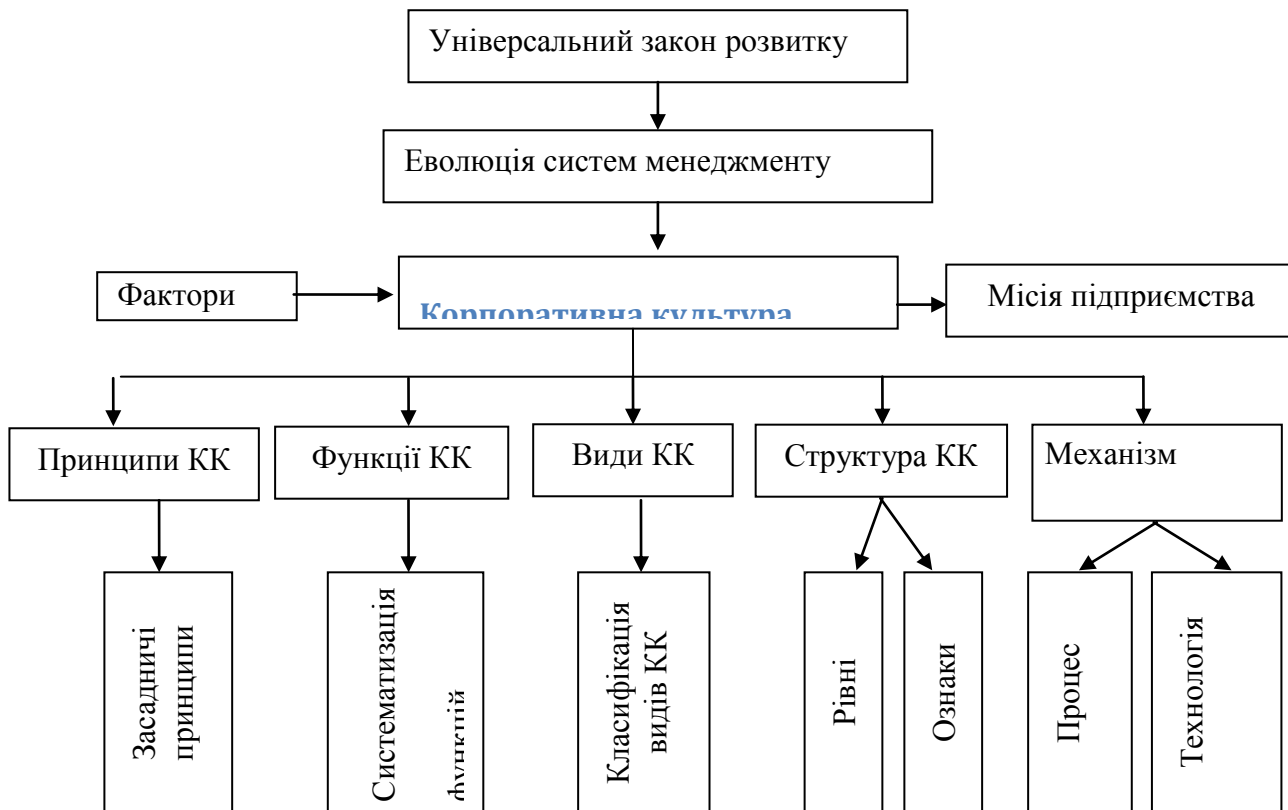 Універсальний закон розвитку
Еволюція систем менеджменту
Фактори
Корпоративна культура
Місія підприємства
Принципи КК
Функції КК
Види КК
Структура КК
Механізм
Засадничі
принципи
Систематизація
функцій
Класифікація
видів КК
Рівні
Ознаки
Процес
Технологія